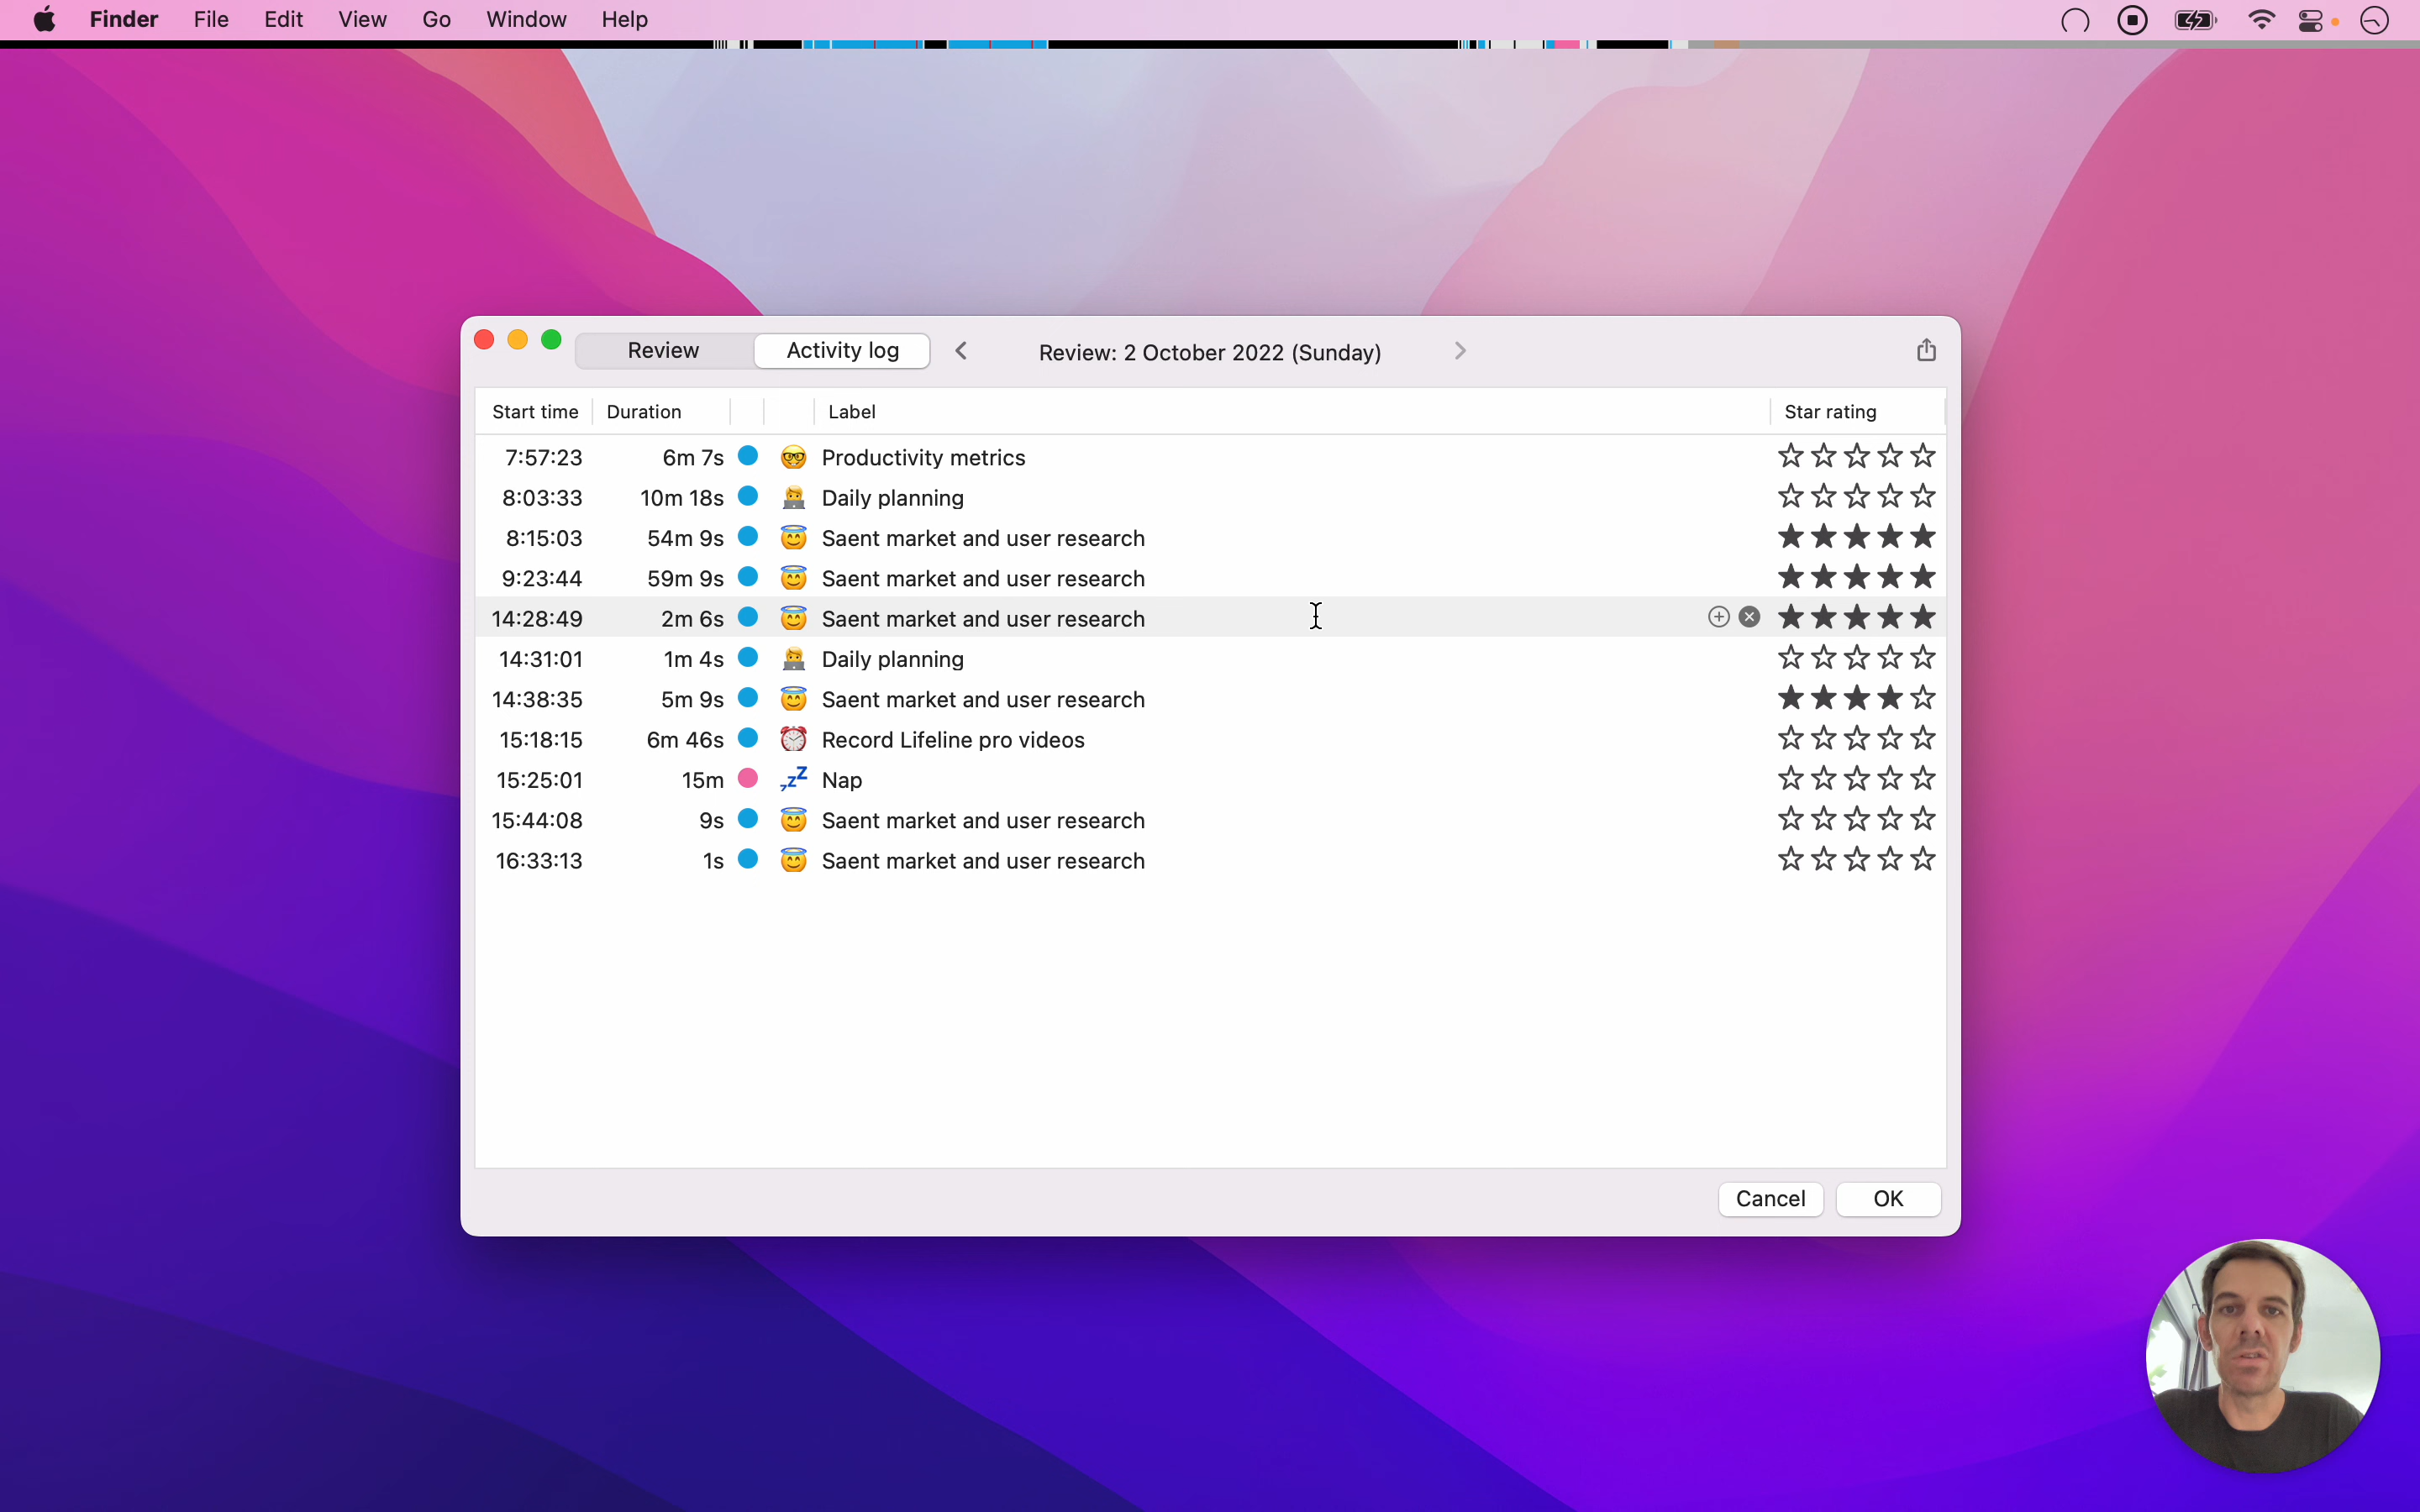 Finder File Edit View Go Window Help
Review Activity log Review: 2 October 2022 (Sunday)
Start time Duration Label Star rating
7:57:23 6m 7s Productivity metrics
8:03:33 10m 18s Daily planning
8:15:03 54m 9s Saent market and user research
9:23:44 59m 9s Saent market and user research
14:28:49 2m 6s Saent market and user research
14:31:01 1m 4s Daily planning
14:38:35 5m 9s Saent market and user research
15:18:15 6m 46s Record Lifeline pro videos
15:25:01 15m Nap
15:44:08 9s Saent market and user research
16:33:13 1s Saent market and user research
Cancel OK